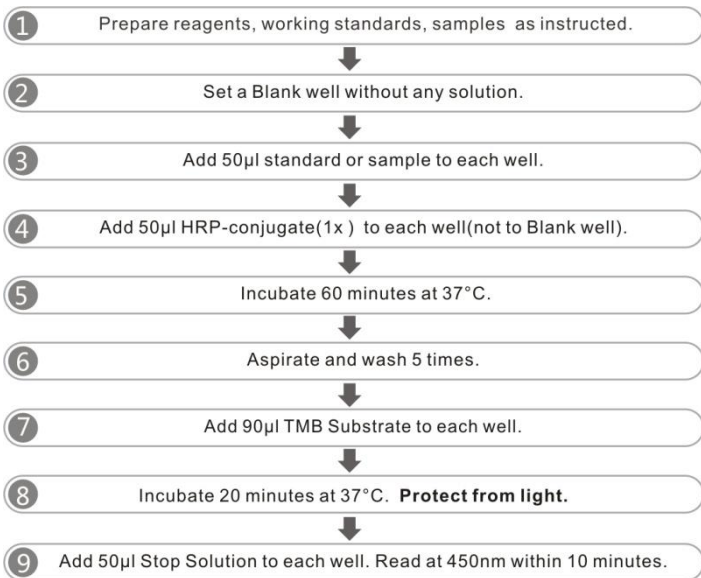 1 Prepare reagents, working standards, samples as instructed.
2 Set a Blank well without any solution.
3 Add 50µl standard or sample to each well.
4 Add 50µl HRP-conjugate(1x ) to each well(not to Blank well).
5 Incubate 60 minutes at 37°C.
6 Aspirate and wash 5 times.
7 Add 90µl TMB Substrate to each well.
8 Incubate 20 minutes at 37°C. Protect from light.
9 Add 50µl Stop Solution to each well. Read at 450nm within 10 minutes.